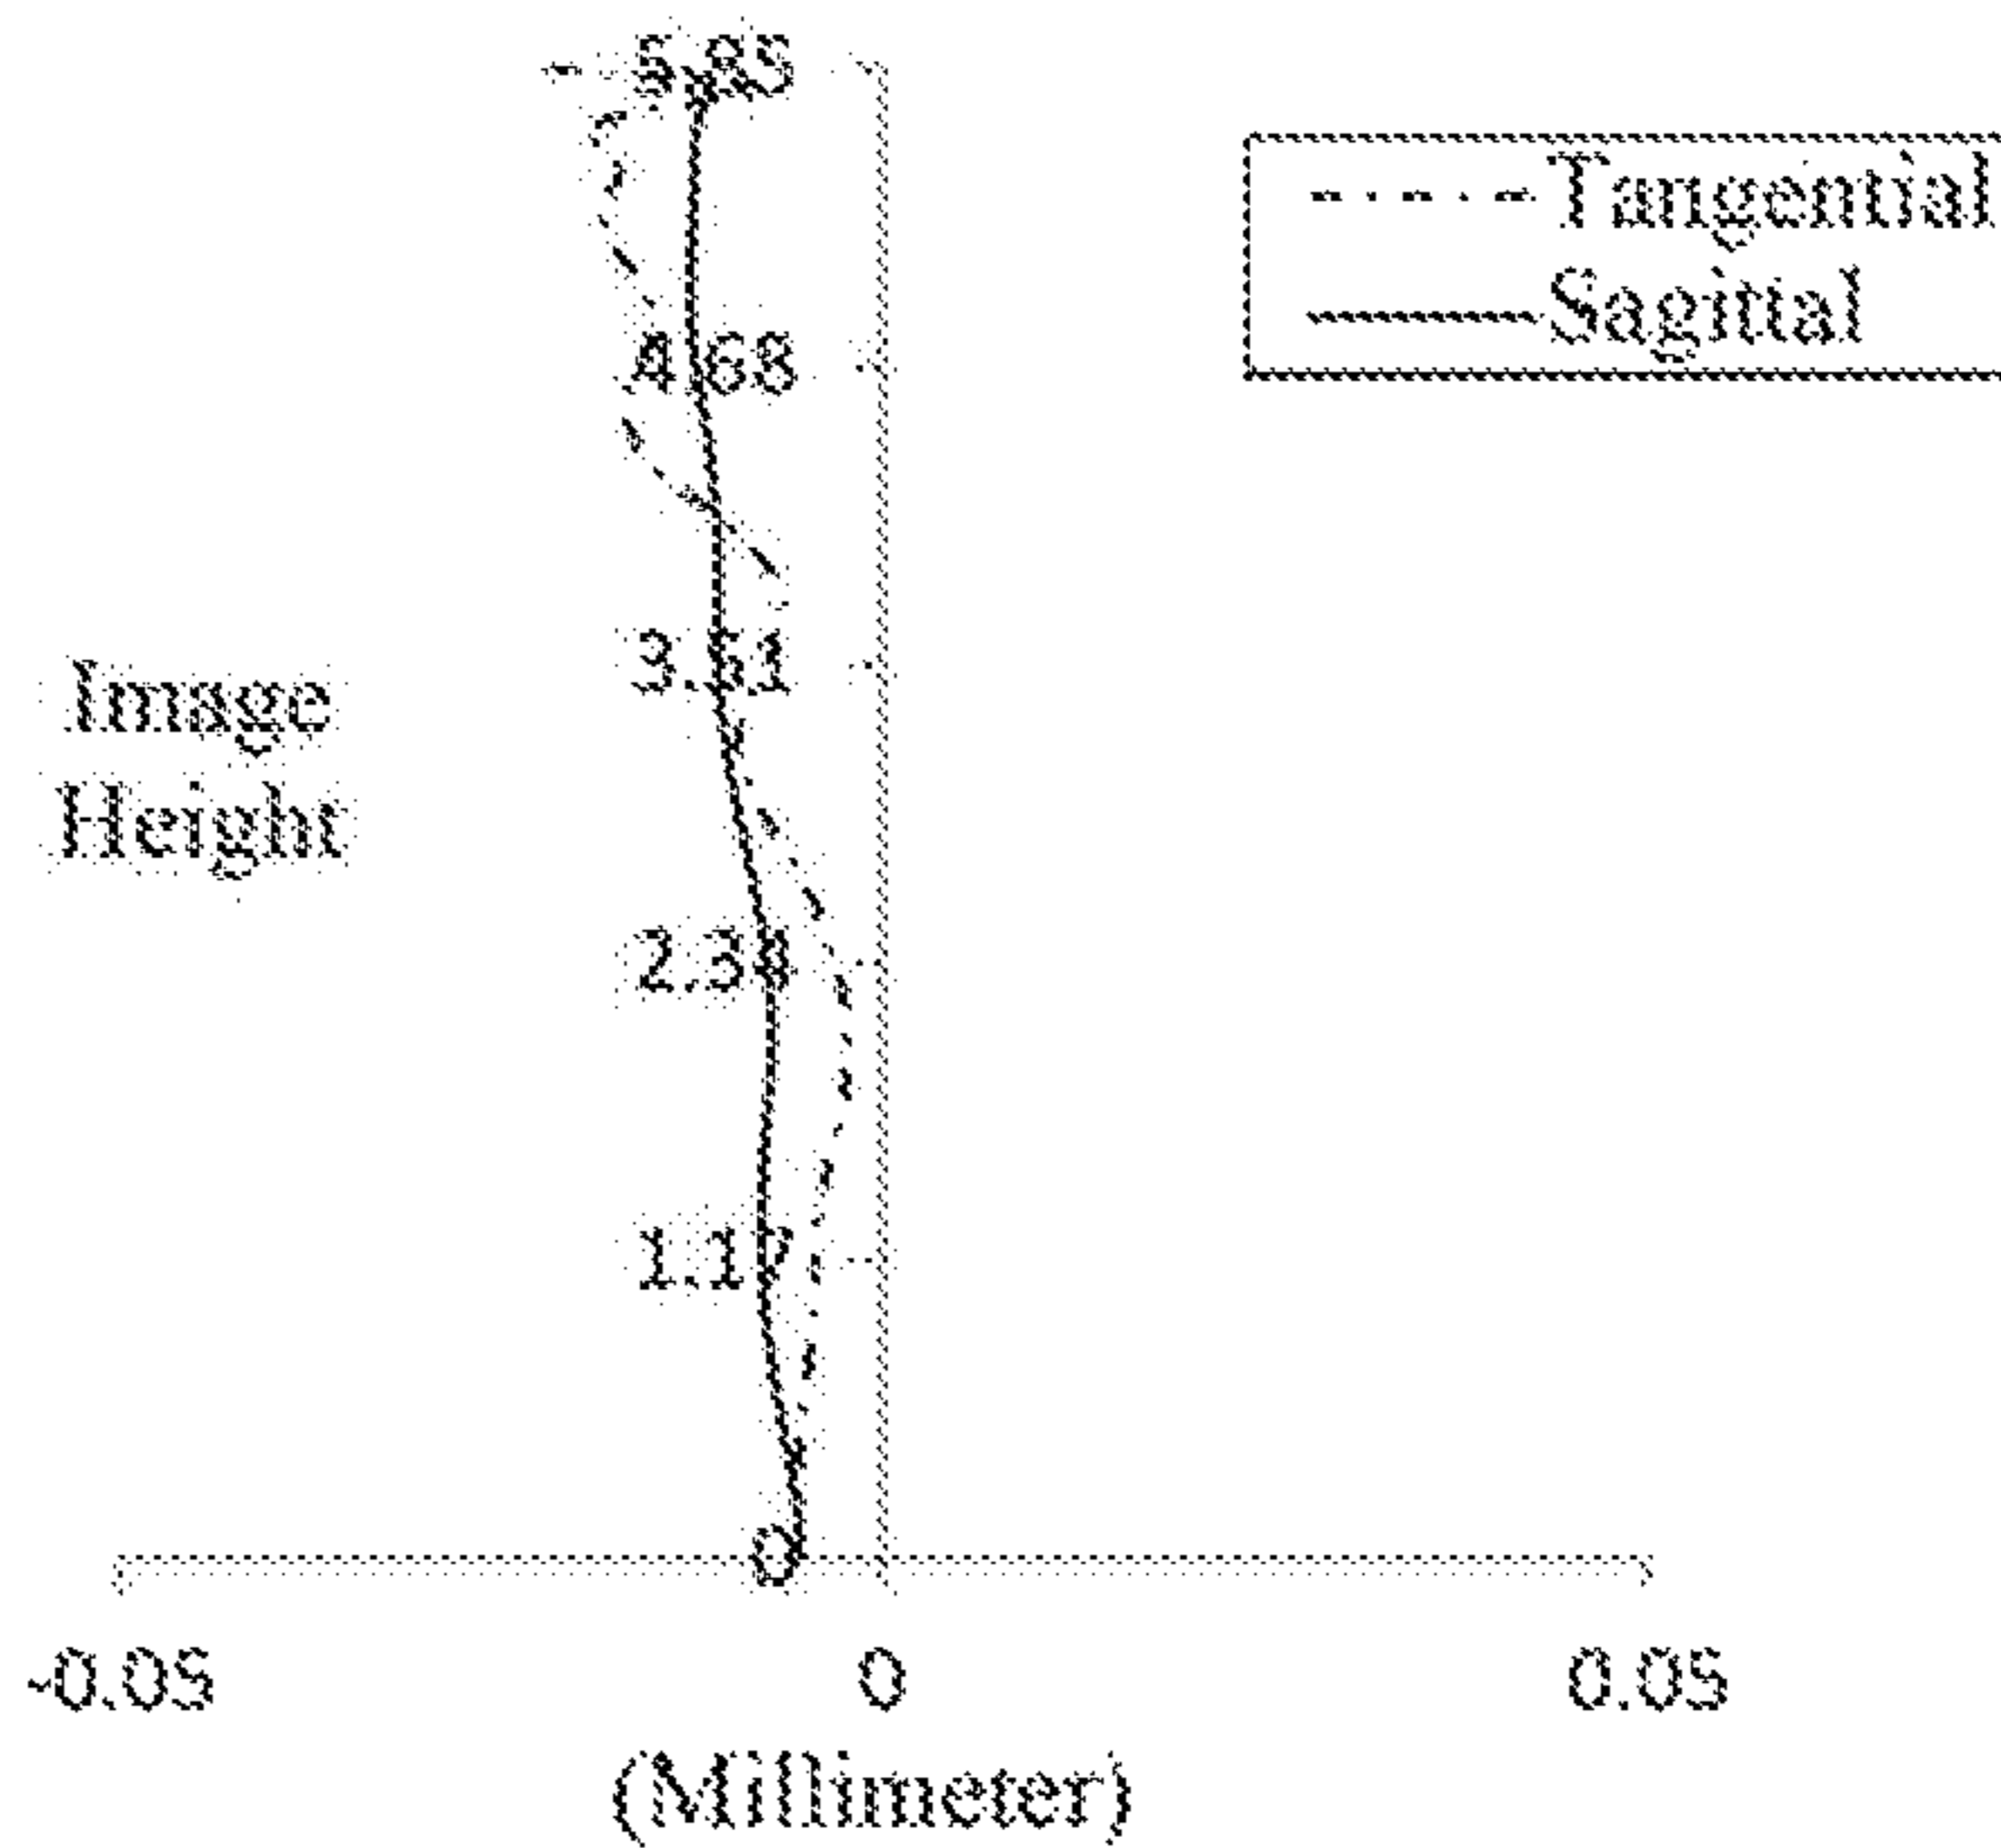 5.85
Tangential
Sagittal
4.68
3.51
Image
Height
2.34
1.17
0
-0.05
0
0.05
(Millimeter)